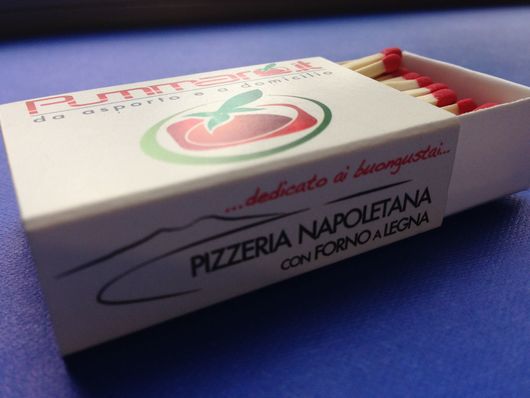 Pummarò.it
da asporto e a domicilio
...dedicato ai buongustai...
PIZZERIA NAPOLETANA
CON FORNO A LEGNA